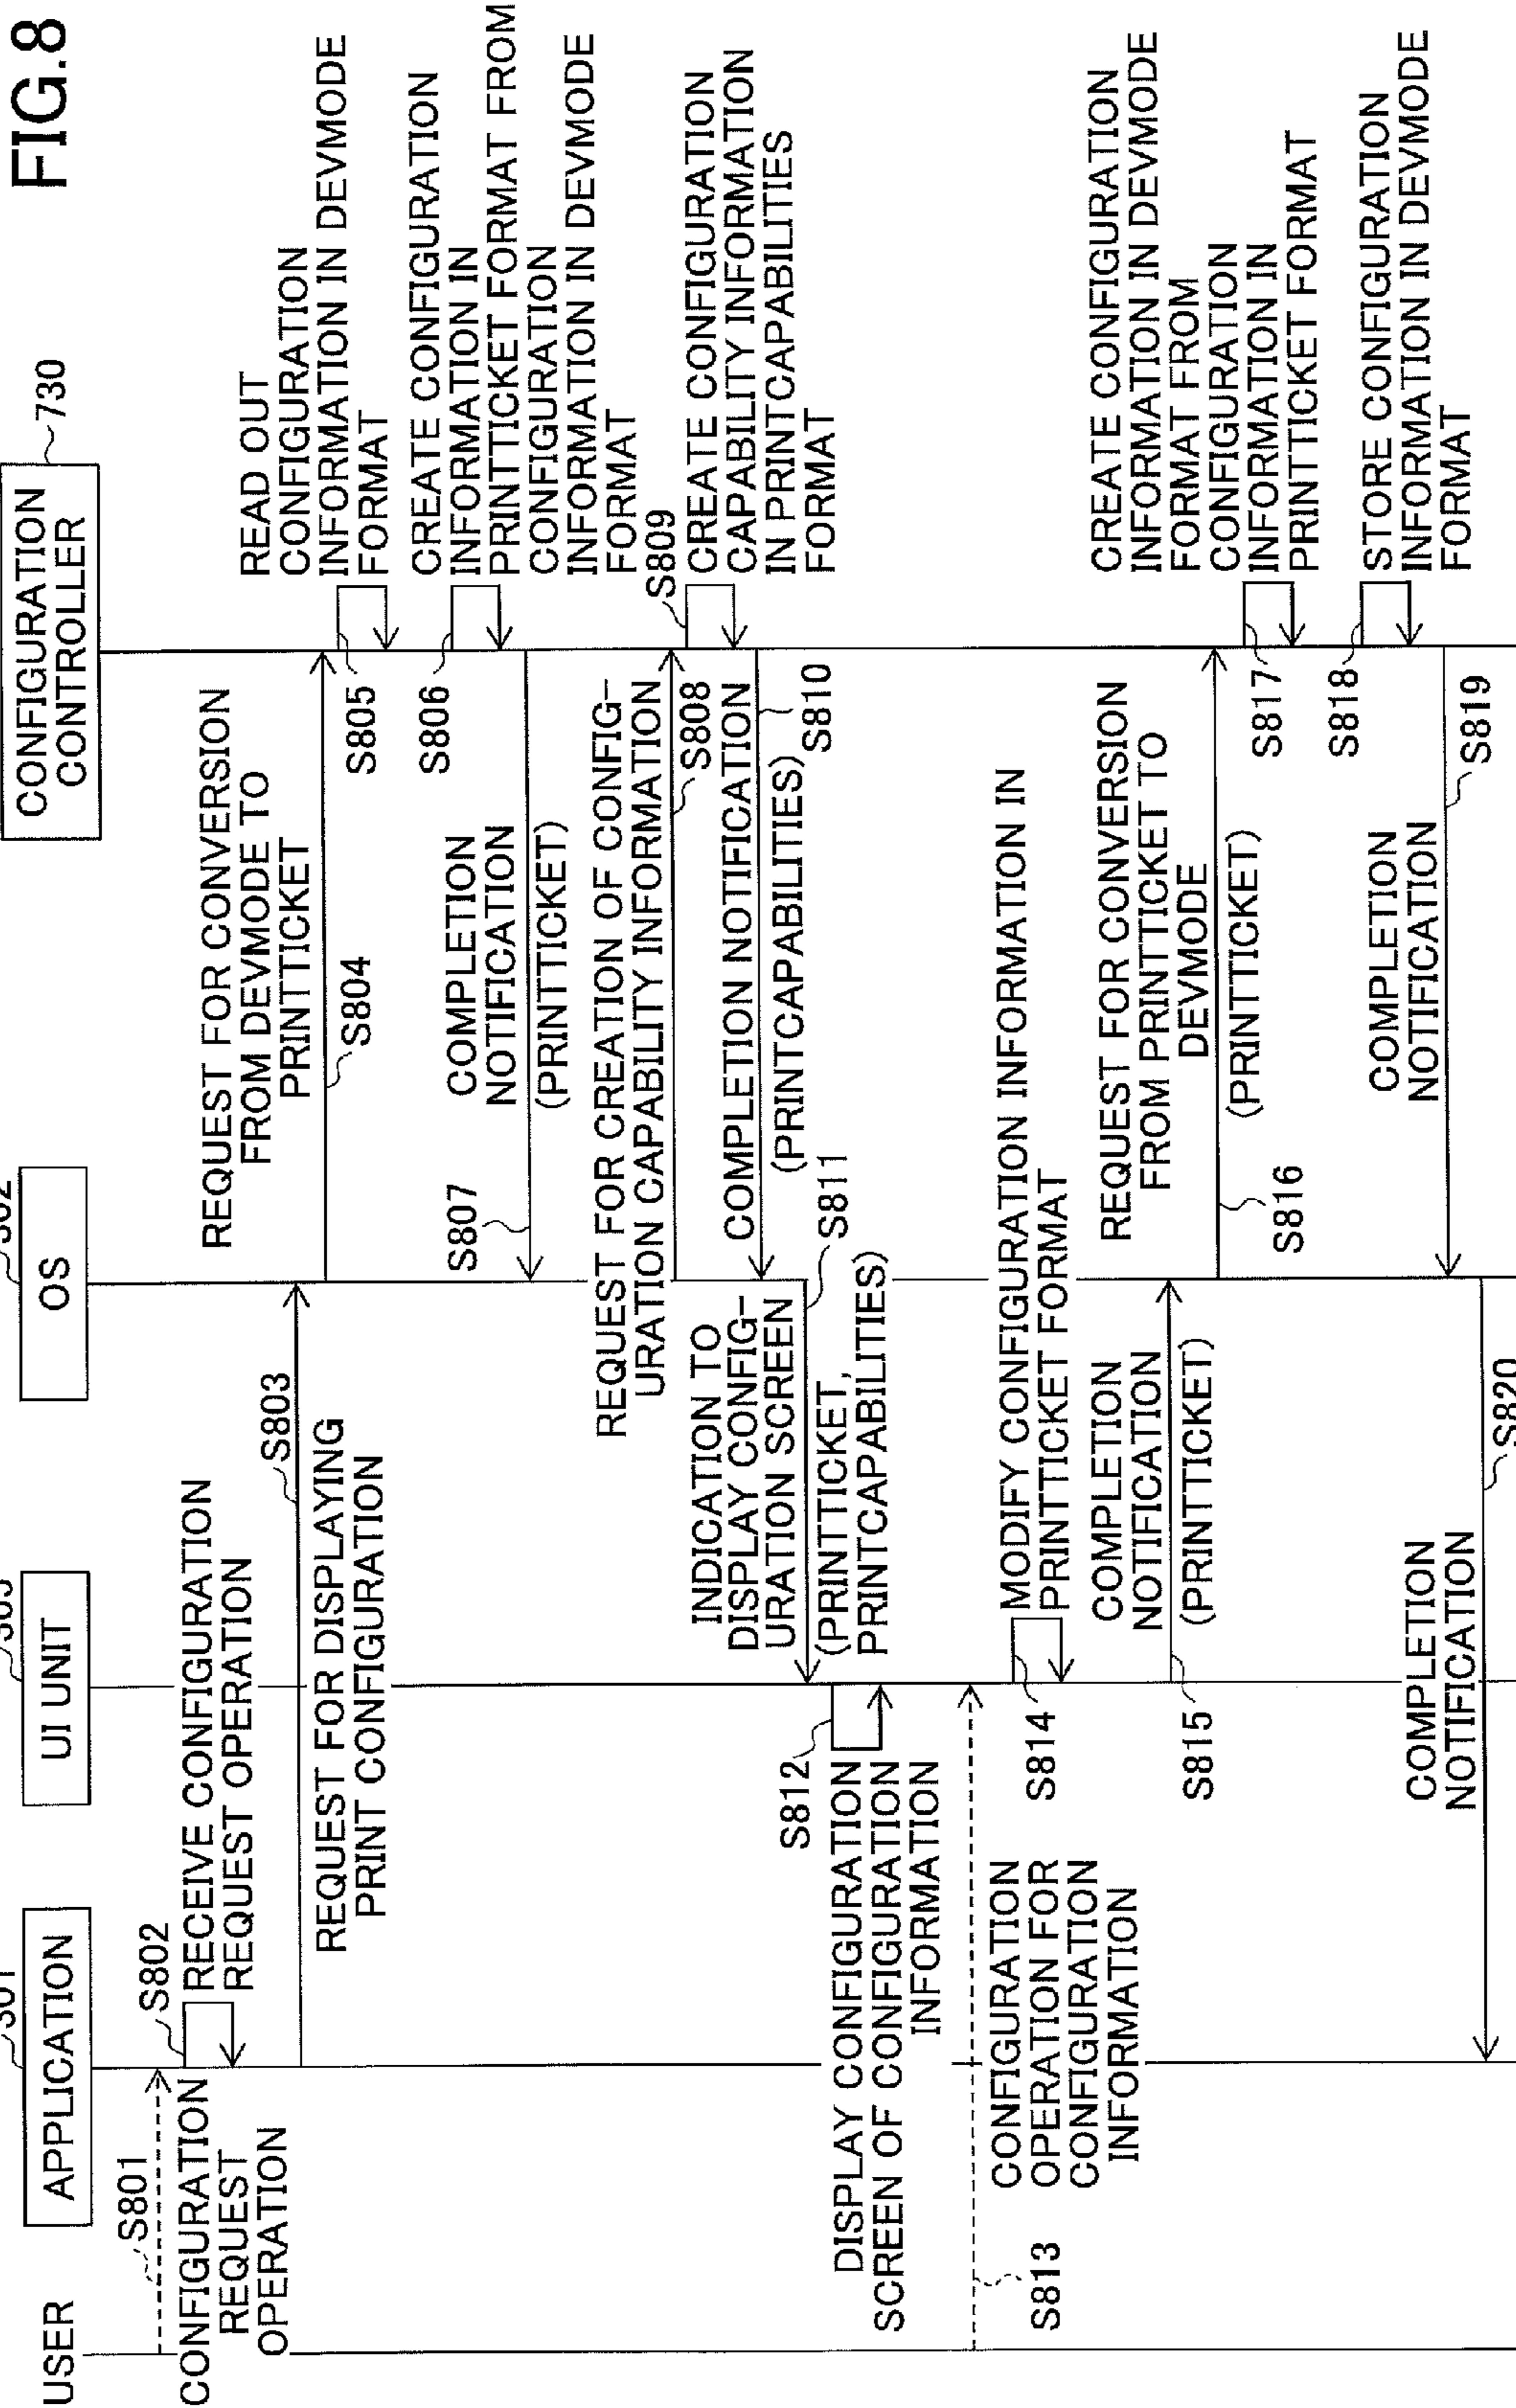 FIG.8
USER
APPLICATION
UI UNIT
OS
CONFIGURATION
CONTROLLER
730
S801
CONFIGURATION
REQUEST
OPERATION
S802
RECEIVE CONFIGURATION
REQUEST OPERATION
S803
REQUEST FOR DISPLAYING
PRINT CONFIGURATION
REQUEST FOR CONVERSION
FROM DEVMODE TO
PRINTTICKET
S804
READ OUT
CONFIGURATION
INFORMATION IN DEVMODE
FORMAT
S805
CREATE CONFIGURATION
INFORMATION IN
PRINTTICKET FORMAT FROM
CONFIGURATION
INFORMATION IN DEVMODE
FORMAT
S806
COMPLETION
NOTIFICATION
(PRINTTICKET)
S807
REQUEST FOR CREATION OF CONFIG-
URATION CAPABILITY INFORMATION
S808
S809
CREATE CONFIGURATION
CAPABILITY INFORMATION
IN PRINTCAPABILITIES
FORMAT
COMPLETION NOTIFICATION
(PRINTCAPABILITIES)
S810
INDICATION TO
DISPLAY CONFIG-
URATION SCREEN
(PRINTTICKET,
PRINTCAPABILITIES)
S811
S812
DISPLAY CONFIGURATION
SCREEN OF CONFIGURATION
INFORMATION
S813
CONFIGURATION
OPERATION FOR
CONFIGURATION
INFORMATION
MODIFY CONFIGURATION INFORMATION IN
PRINTTICKET FORMAT
S814
COMPLETION
NOTIFICATION
(PRINTTICKET)
S815
REQUEST FOR CONVERSION
FROM PRINTTICKET TO
DEVMODE
(PRINTTICKET)
S816
CREATE CONFIGURATION
INFORMATION IN DEVMODE
FORMAT FROM
CONFIGURATION
INFORMATION IN
PRINTTICKET FORMAT
S817
STORE CONFIGURATION
INFORMATION IN DEVMODE
FORMAT
S818
COMPLETION
NOTIFICATION
S819
COMPLETION
NOTIFICATION
S820